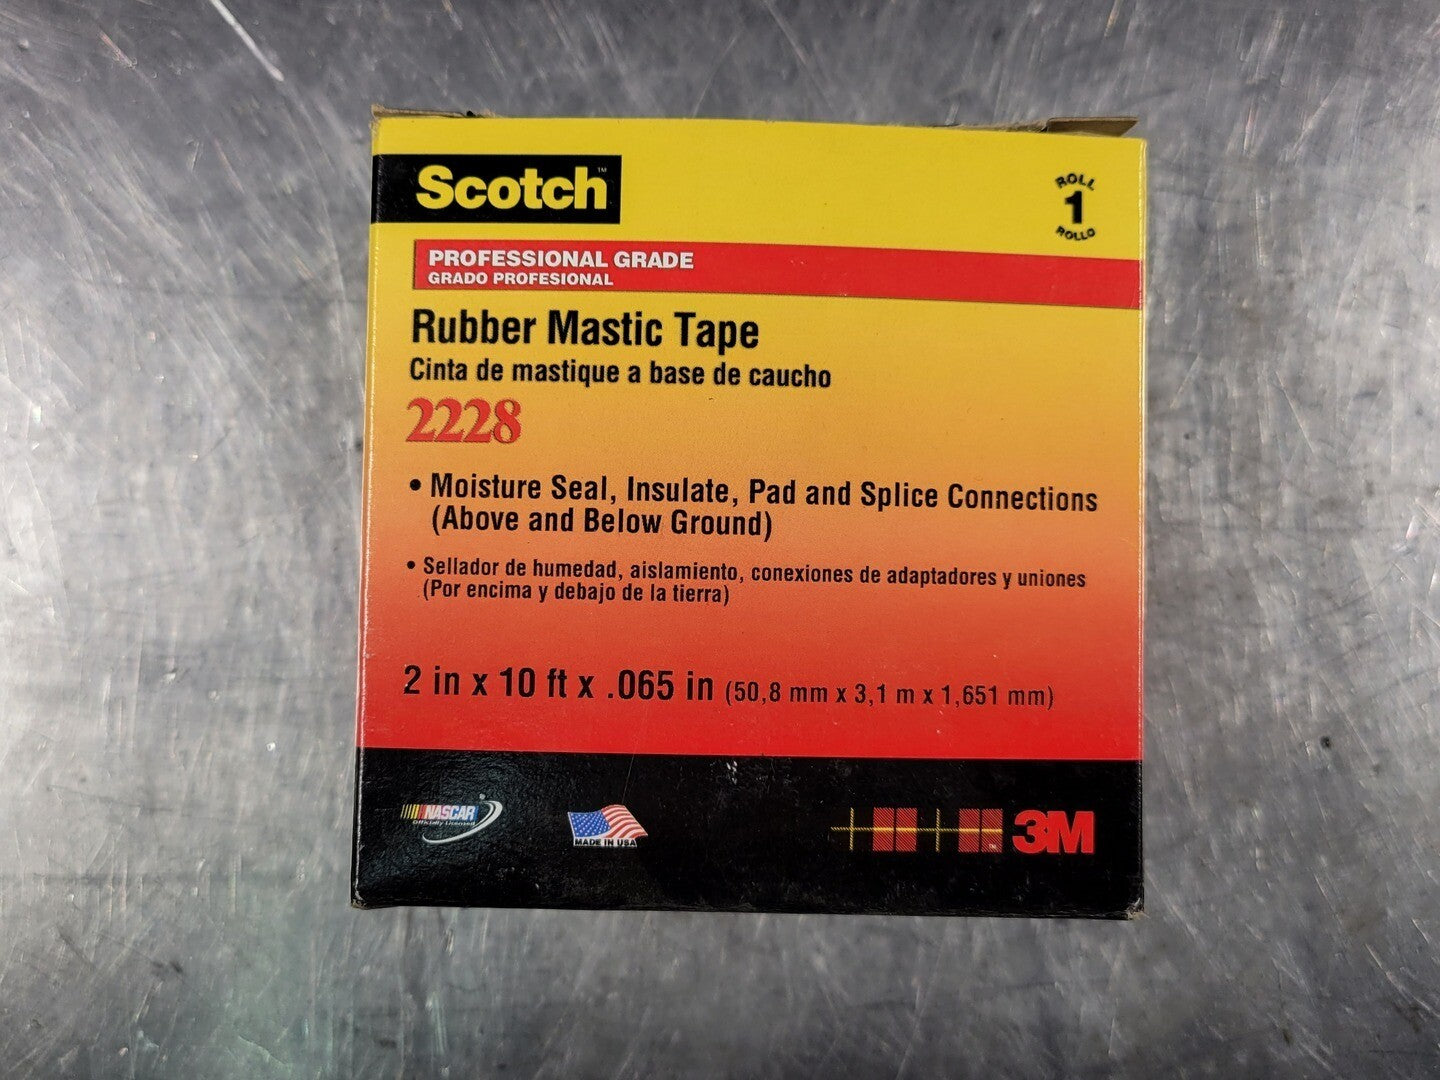 Scotch™
ROLL
1
ROLLO
PROFESSIONAL GRADE
GRADO PROFESIONAL
Rubber Mastic Tape
Cinta de mastique a base de caucho
2228
• Moisture Seal, Insulate, Pad and Splice Connections
(Above and Below Ground)
• Sellador de humedad, aislamiento, conexiones de adaptadores y uniones
(Por encima y debajo de la tierra)
2 in x 10 ft x .065 in (50,8 mm x 3,1 m x 1,651 mm)
NASCAR
Officially Licensed
MADE IN USA
3M